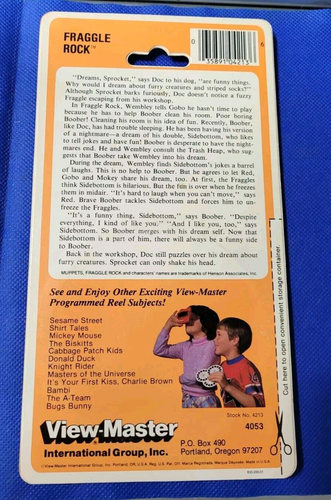 FRAGGLE
ROCK™
0
35891 04213
6
"Dreams, Sprocket," says Doc to his dog, "are funny things.
Why would I dream about furry creatures and striped socks?"
Although Sprocket barks furiously, Doc doesn't notice a fuzzy
Fraggle escaping from his workshop.
In Fraggle Rock, Wembley tells Gobo he hasn't time to play
because he has to help Boober clean his room. Poor boring
Boober! Cleaning his room is his idea of fun. Recently, Boober,
like Doc, has had trouble sleeping. He has been having his version
of a nightmare—a dream of his double, Sidebottom, who likes
to tell jokes and have fun! Boober is desperate to have the night-
mares end. He and Wembley consult the Trash Heap, who sug-
gests that Boober take Wembley into his dream.
During the dream, Wembley finds Sidebottom's jokes a barrel
of laughs. This is no help to Boober. But he agrees to let Red,
Gobo and Mokey share his dream, too. At first, the Fraggles
think Sidebottom is hilarious. But the fun is over when he freezes
them in midair. "It's hard to laugh when you can't move," says
Red. Brave Boober tackles Sidebottom and forces him to un-
freeze the Fraggles.
"It's a funny thing, Sidebottom," says Boober. "Despite
everything, I kind of like you." "And I like you, too," says
Sidebottom. So Boober merges with his dream self. Now that
Sidebottom is a part of him, there will always be a funny side
to Boober.
Back in the workshop, Doc still puzzles over his dream about
furry creatures. Sprocket can only shake his head.
MUPPETS, FRAGGLE ROCK and characters' names are trademarks of Henson Associates, Inc.
See and Enjoy Other Exciting View-Master
Programmed Reel Subjects!
Sesame Street
Shirt Tales
Mickey Mouse
The Biskitts
Cabbage Patch Kids
Donald Duck
Knight Rider
Masters of the Universe
It's Your First Kiss, Charlie Brown
Bambi
The A-Team
Bugs Bunny
Cut here to open convenient storage container.
Stock No. 4213
4053
View-Master
International Group, Inc.
P.O. Box 490
Portland, Oregon 97207